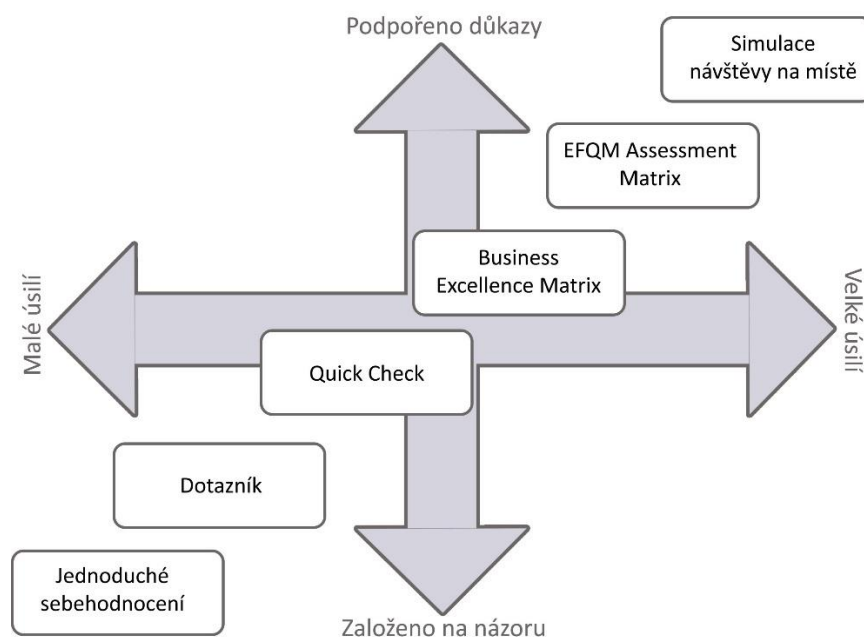 Podpořeno důkazy
Simulace
návštěvy na místě
EFQM Assessment
Matrix
Business
Excellence Matrix
Malé úsilí
Velké úsilí
Quick Check
Dotazník
Jednoduché
sebehodnocení
Založeno na názoru